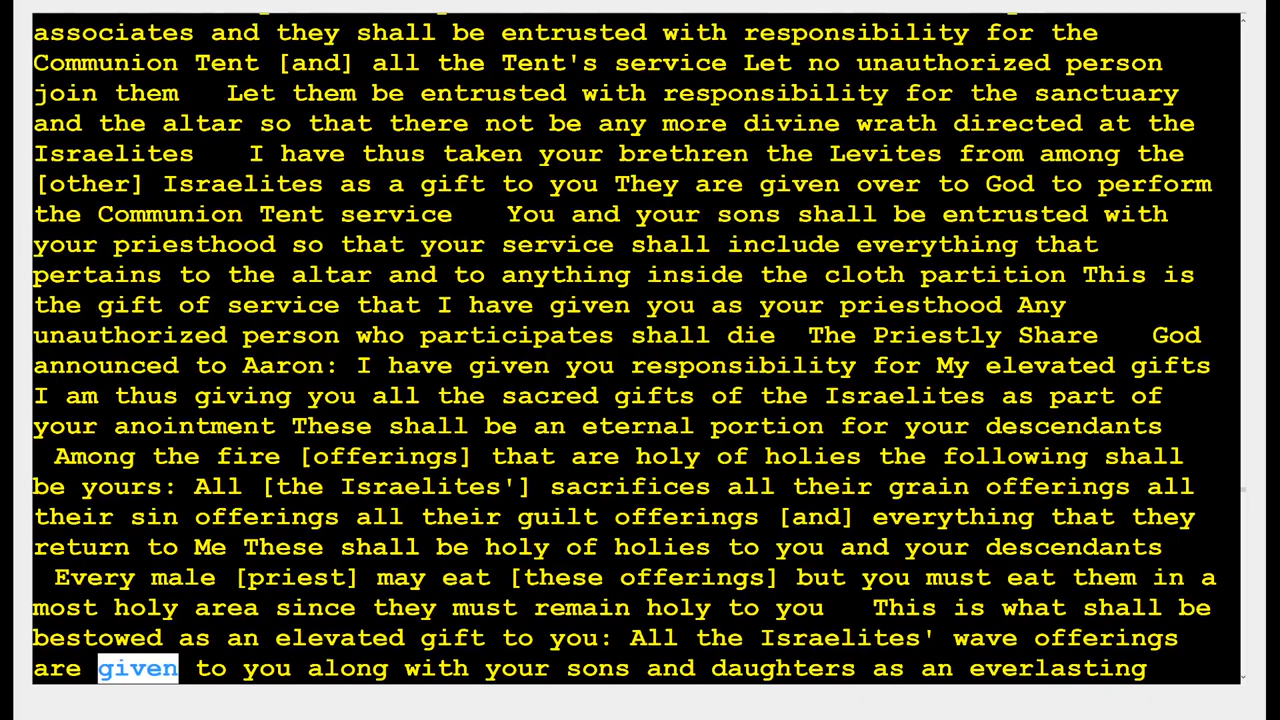 associates and they shall be entrusted with responsibility for the
Communion Tent [and] all the Tent's service Let no unauthorized person
join them   Let them be entrusted with responsibility for the sanctuary
and the altar so that there not be any more divine wrath directed at the
Israelites   I have thus taken your brethren the Levites from among the
[other] Israelites as a gift to you They are given over to God to perform
the Communion Tent service   You and your sons shall be entrusted with
your priesthood so that your service shall include everything that
pertains to the altar and to anything inside the cloth partition This is
the gift of service that I have given you as your priesthood Any
unauthorized person who participates shall die  The Priestly Share   God
announced to Aaron: I have given you responsibility for My elevated gifts
I am thus giving you all the sacred gifts of the Israelites as part of
your anointment These shall be an eternal portion for your descendants
Among the fire [offerings] that are holy of holies the following shall
be yours: All [the Israelites'] sacrifices all their grain offerings all
their sin offerings all their guilt offerings [and] everything that they
return to Me These shall be holy of holies to you and your descendants
Every male [priest] may eat [these offerings] but you must eat them in a
most holy area since they must remain holy to you   This is what shall be
bestowed as an elevated gift to you: All the Israelites' wave offerings
are given to you along with your sons and daughters as an everlasting